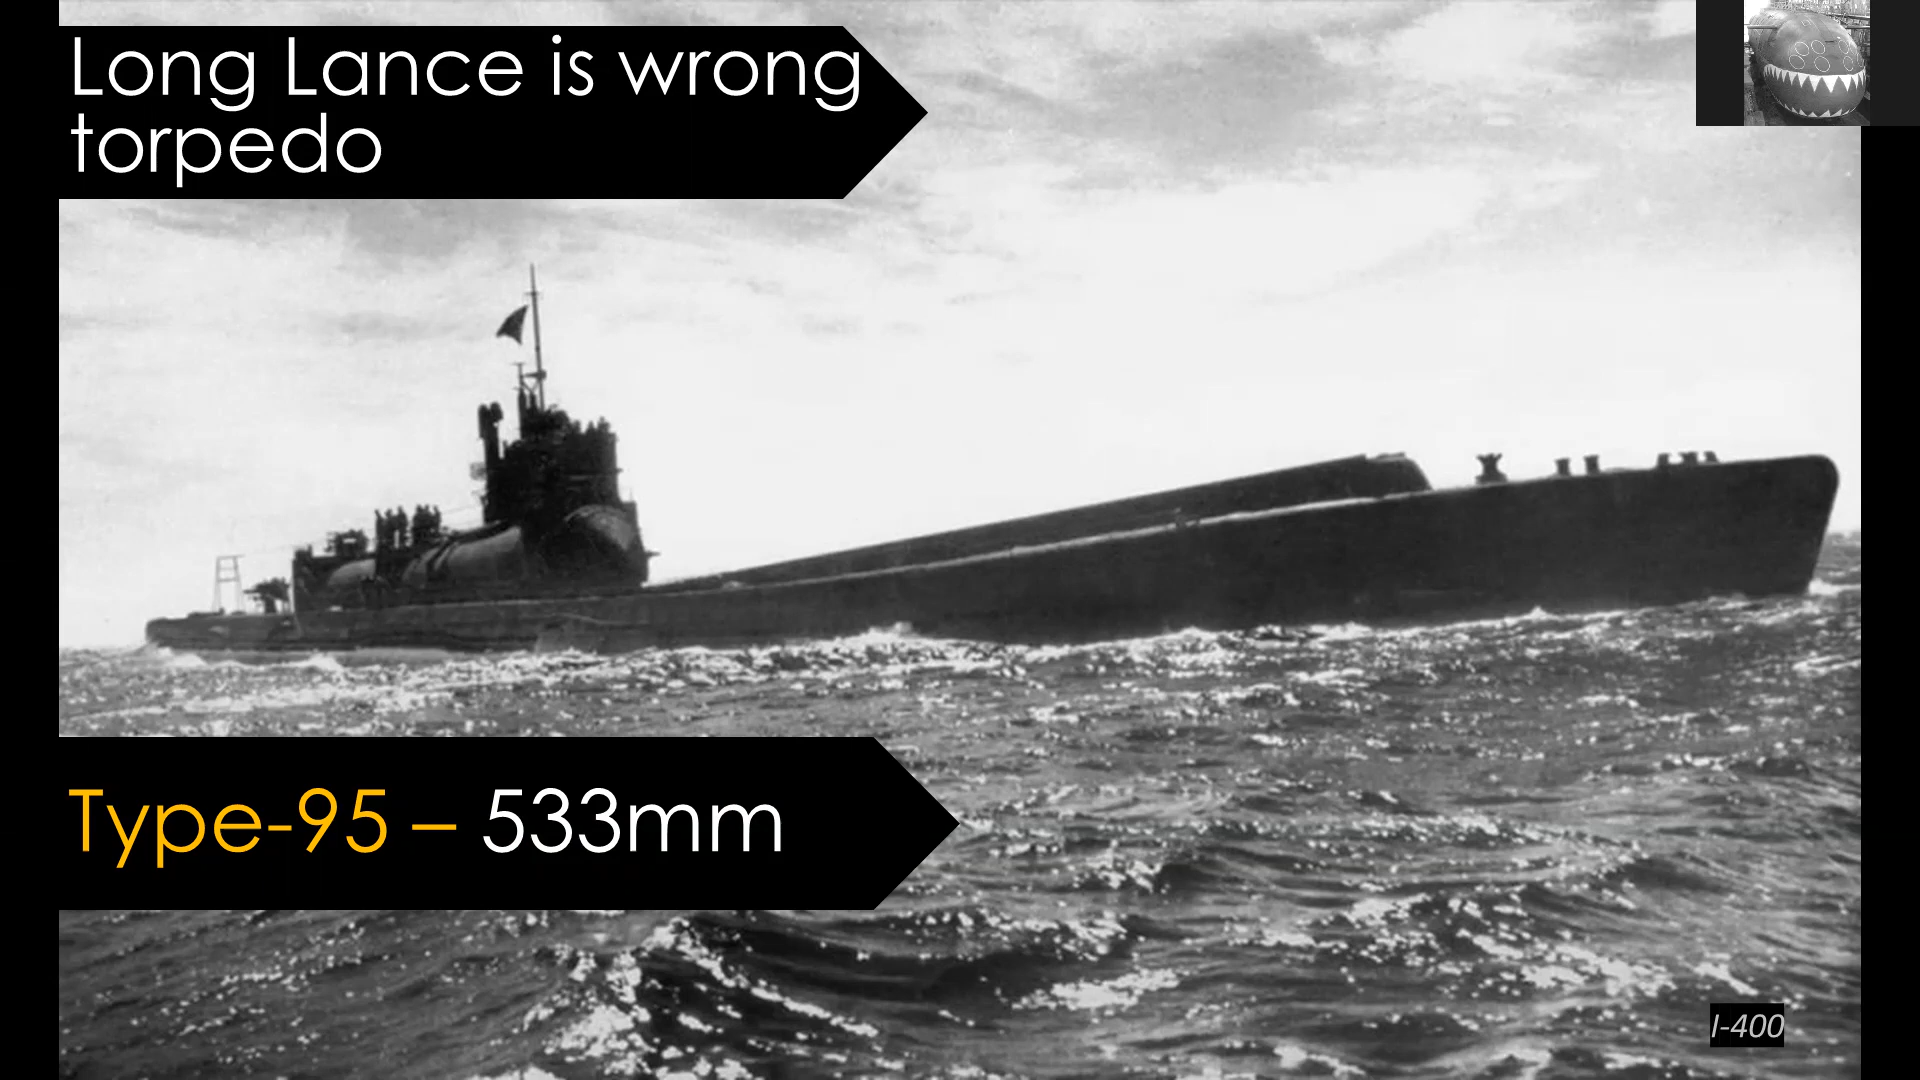 Long Lance is wrong
torpedo
Type-95 – 533mm
I-400